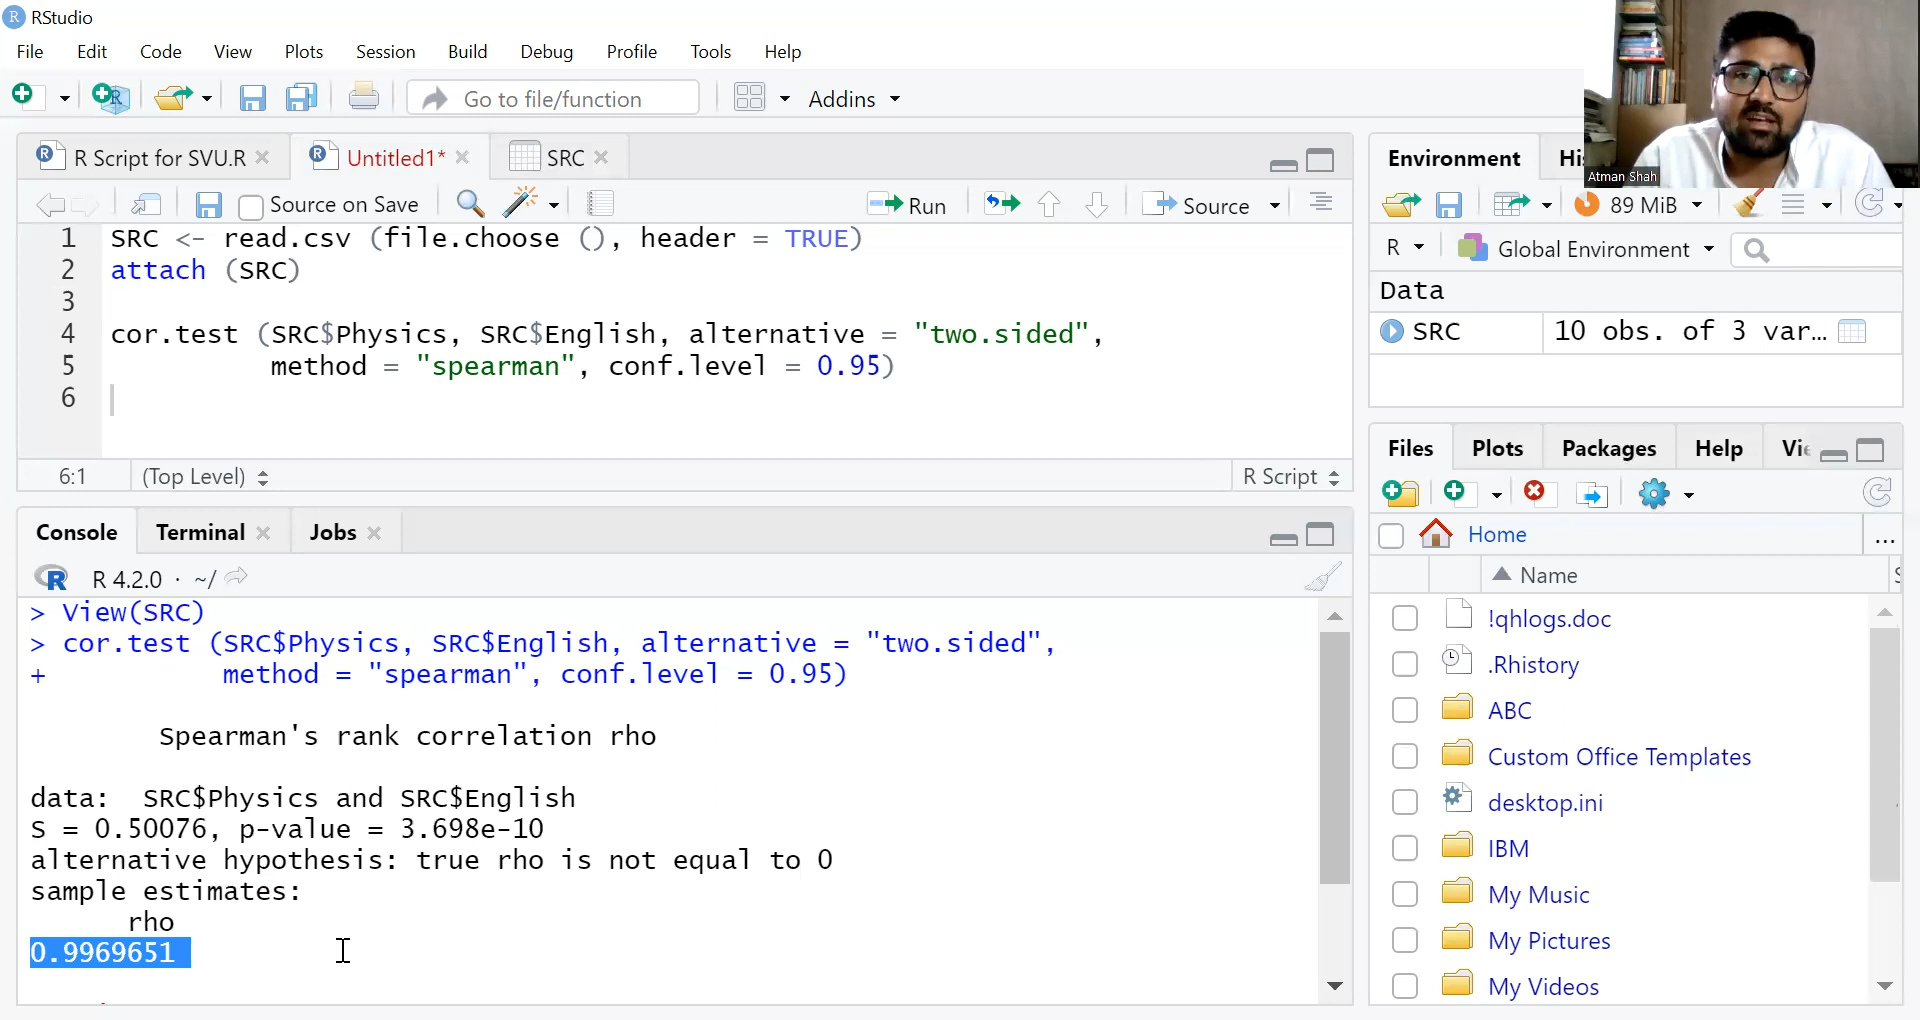 RStudio
File Edit Code View Plots Session Build Debug Profile Tools Help
Go to file/function Addins
R Script for SVU.R Untitled1* SRC
Source on Save Run Source
1 SRC <- read.csv (file.choose (), header = TRUE)
2 attach (SRC)
3
4 cor.test (SRC$Physics, SRC$English, alternative = "two.sided",
5 method = "spearman", conf.level = 0.95)
6
6:1 (Top Level) R Script
Console Terminal Jobs
R 4.2.0 · ~/
> View(SRC)
> cor.test (SRC$Physics, SRC$English, alternative = "two.sided",
+ method = "spearman", conf.level = 0.95)
Spearman's rank correlation rho
data: SRC$Physics and SRC$English
S = 0.50076, p-value = 3.698e-10
alternative hypothesis: true rho is not equal to 0
sample estimates:
rho
0.9969651
Atman Shah
Environment
89 MiB
R Global Environment
Data
SRC 10 obs. of 3 var...
Files Plots Packages Help
Home ...
Name
!qhlogs.doc
.Rhistory
ABC
Custom Office Templates
desktop.ini
IBM
My Music
My Pictures
My Videos